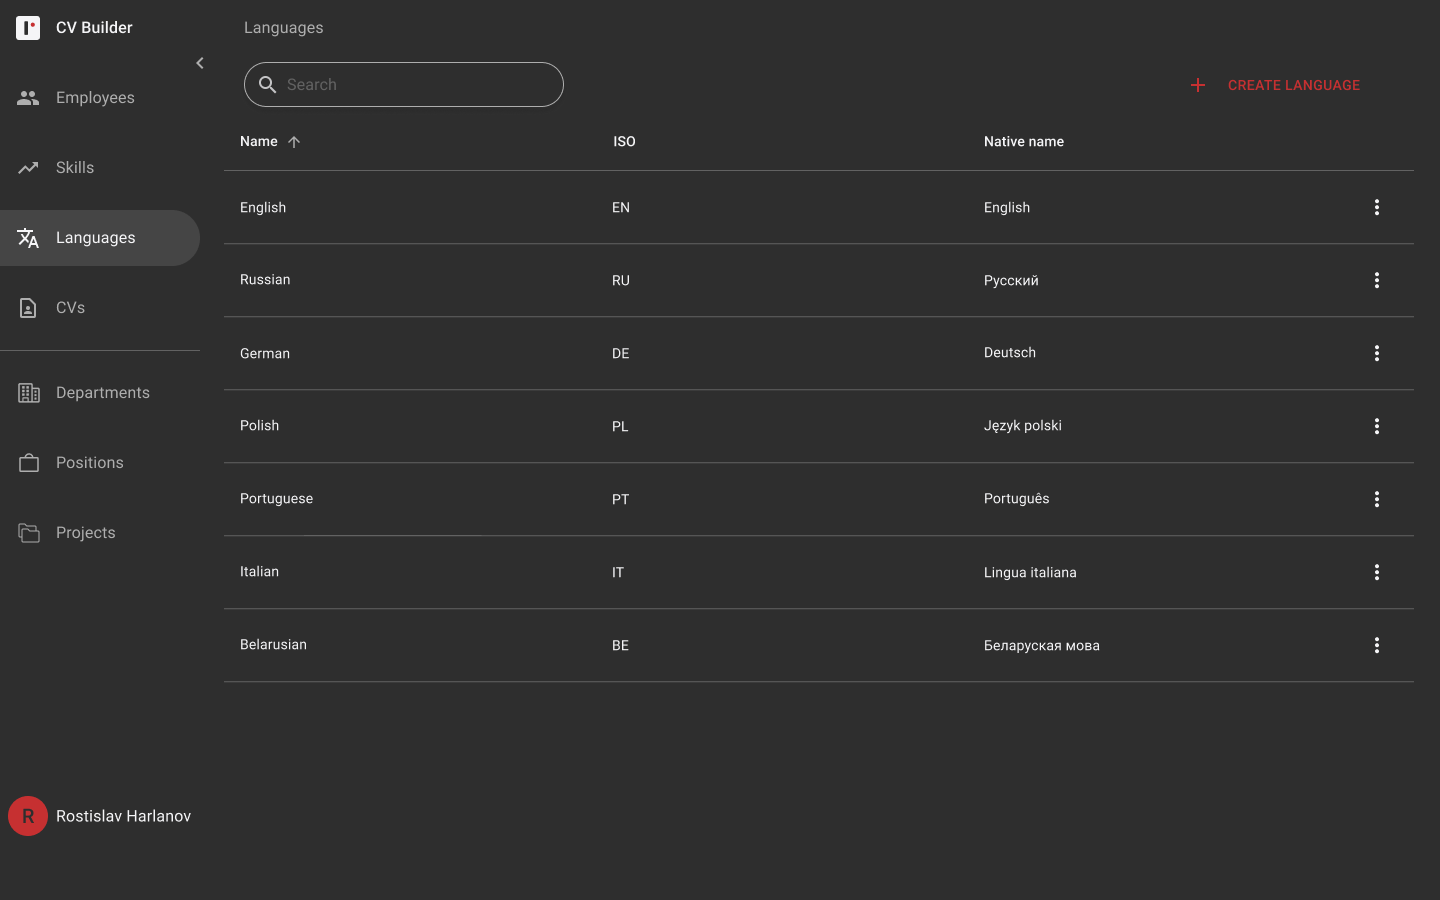 CV Builder
Employees
Skills
Languages
CVs
Departments
Positions
Projects
R Rostislav Harlanov
Languages
Search
CREATE LANGUAGE
Name ISO Native name
English EN English
Russian RU Русский
German DE Deutsch
Polish PL Język polski
Portuguese PT Português
Italian IT Lingua italiana
Belarusian BE Беларуская мова